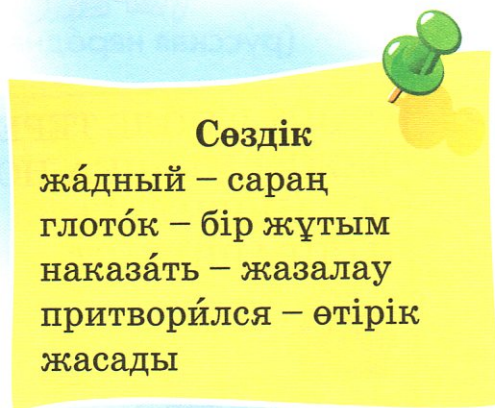 Сөздік
жа́дный – сараң
глото́к – бір жұтым
наказа́ть – жазалау
притвори́лся – өтірік
жасады